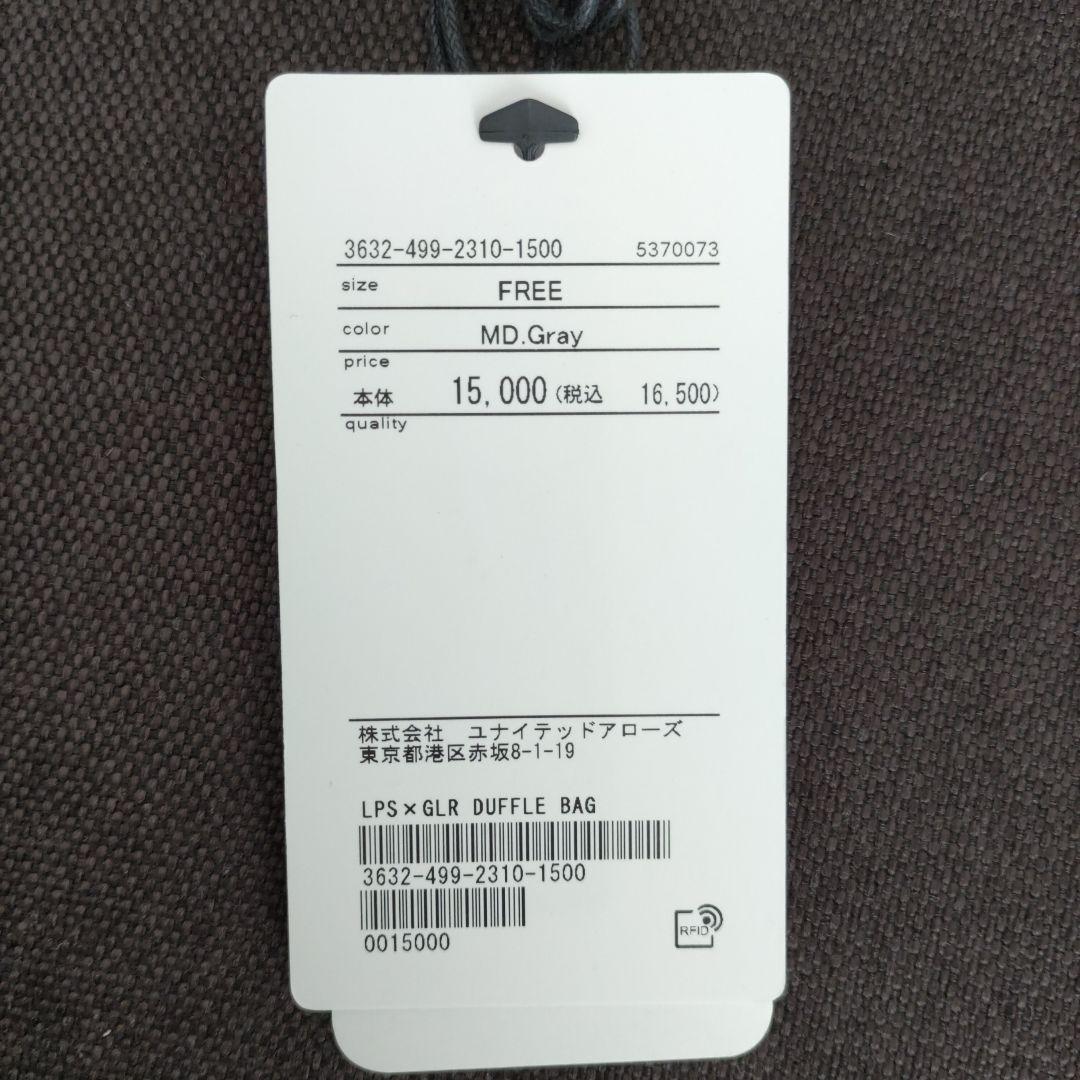 3632-499-2310-1500 5370073
size FREE
color MD.Gray
price
本体 15,000 (税込 16,500)
quality
株式会社 ユナイテッドアローズ
東京都港区赤坂8-1-19
LPS×GLR DUFFLE BAG
3632-499-2310-1500
0015000
RFID